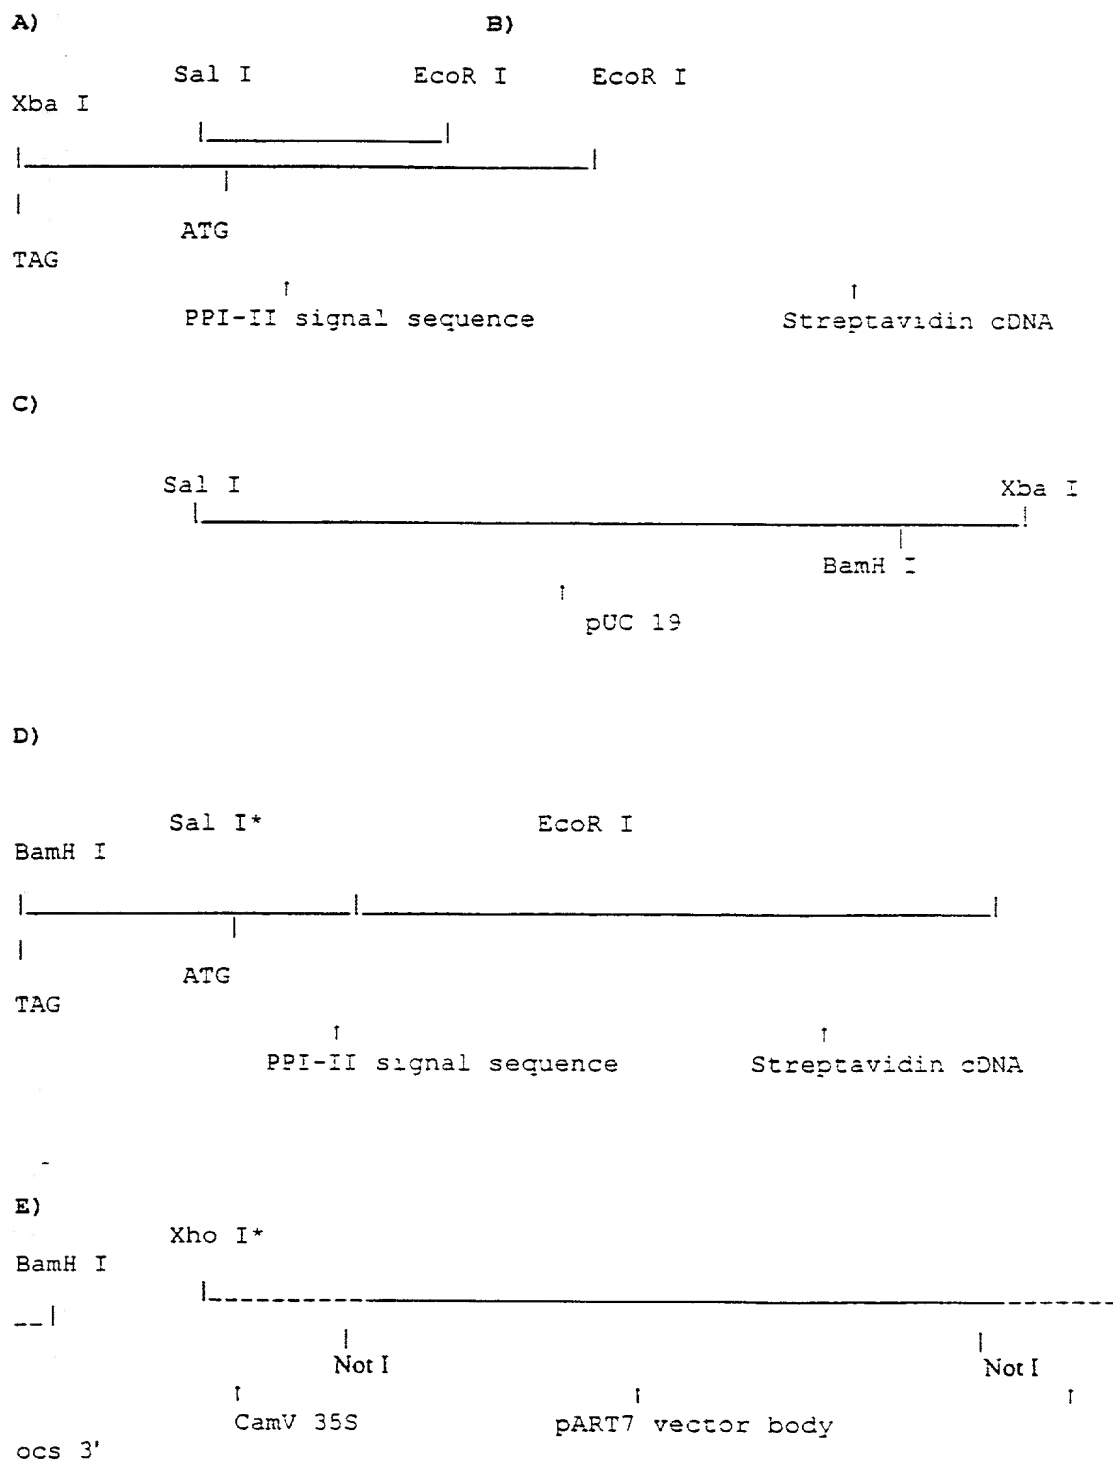 A) B)
Sal I EcoR I EcoR I
Xba I
ATG
TAG
PPI-II signal sequence Streptavidin cDNA
C)
Sal I Xba I
BamH I
pUC 19
D)
Sal I* EcoR I
BamH I
ATG
TAG
PPI-II signal sequence Streptavidin cDNA
E)
Xho I*
BamH I
Not I Not I
CamV 35S pART7 vector body
ocs 3'